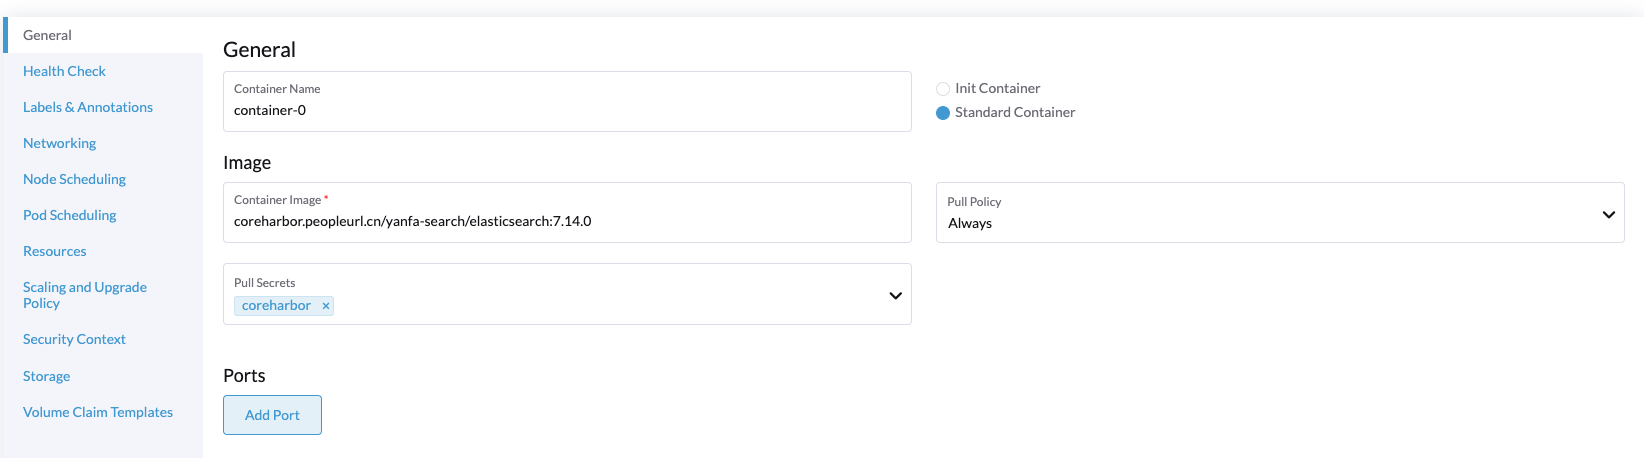 General
Health Check
Labels & Annotations
Networking
Node Scheduling
Pod Scheduling
Resources
Scaling and Upgrade
Policy
Security Context
Storage
Volume Claim Templates
General
Container Name
container-0
Init Container
Standard Container
Image
Container Image *
coreharbor.peopleurl.cn/yanfa-search/elasticsearch:7.14.0
Pull Policy
Always
Pull Secrets
coreharbor ×
Ports
Add Port